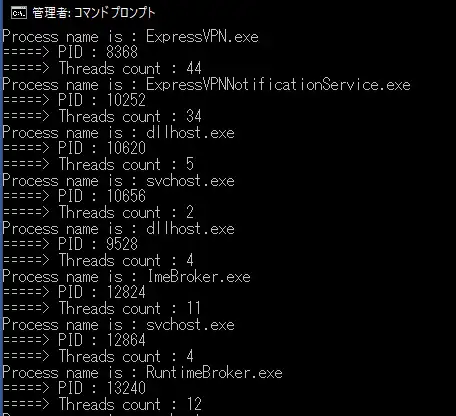 管理者: コマンド プロンプト
Process name is : ExpressVPN.exe
=====> PID : 8368
=====> Threads count : 44
Process name is : ExpressVPNNotificationService.exe
=====> PID : 10252
=====> Threads count : 34
Process name is : dllhost.exe
=====> PID : 10620
=====> Threads count : 5
Process name is : svchost.exe
=====> PID : 10656
=====> Threads count : 2
Process name is : dllhost.exe
=====> PID : 9528
=====> Threads count : 4
Process name is : ImeBroker.exe
=====> PID : 12824
=====> Threads count : 11
Process name is : svchost.exe
=====> PID : 12864
=====> Threads count : 4
Process name is : RuntimeBroker.exe
=====> PID : 13240
=====> Threads count : 12